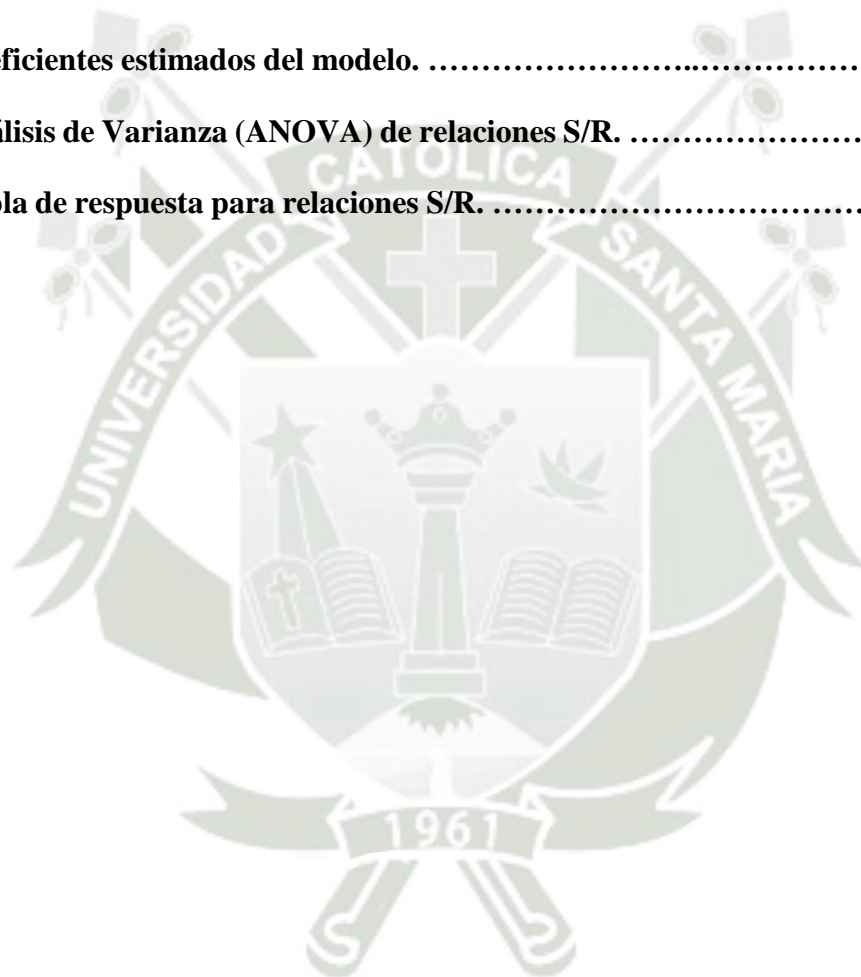 eficientes estimados del modelo. ……………………..……………
álisis de Varianza (ANOVA) de relaciones S/R. …………………
bla de respuesta para relaciones S/R. ……………………………
UNIVERSIDAD CATOLICA SANTA MARIA
1961